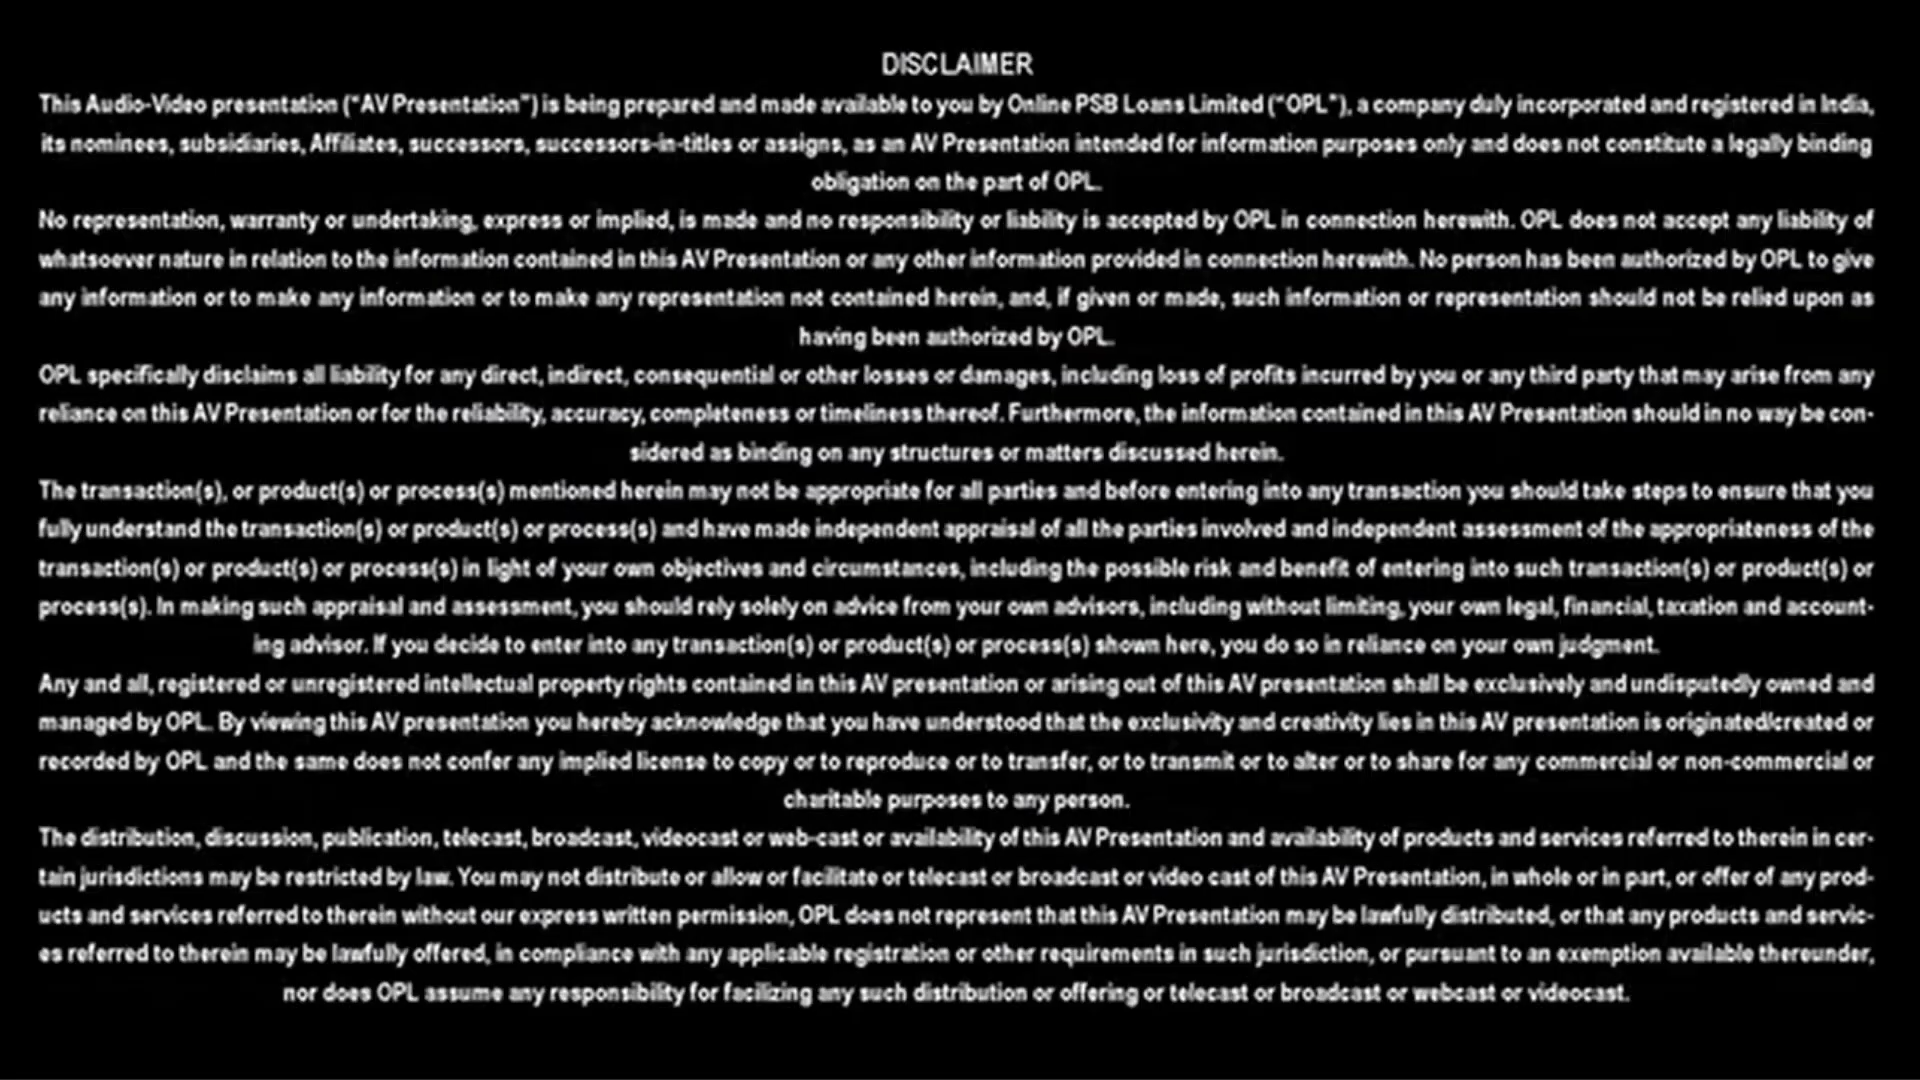 DISCLAIMER
This Audio-Video presentation (“AV Presentation”) is being prepared and made available to you by Online PSB Loans Limited (“OPL”), a company duly incorporated and registered in India,
its nominees, subsidiaries, Affiliates, successors, successors-in-titles or assigns, as an AV Presentation intended for information purposes only and does not constitute a legally binding
obligation on the part of OPL.
No representation, warranty or undertaking, express or implied, is made and no responsibility or liability is accepted by OPL in connection herewith. OPL does not accept any liability of
whatsoever nature in relation to the information contained in this AV Presentation or any other information provided in connection herewith. No person has been authorized by OPL to give
any information or to make any information or to make any representation not contained herein, and, if given or made, such information or representation should not be relied upon as
having been authorized by OPL.
OPL specifically disclaims all liability for any direct, indirect, consequential or other losses or damages, including loss of profits incurred by you or any third party that may arise from any
reliance on this AV Presentation or for the reliability, accuracy, completeness or timeliness thereof. Furthermore, the information contained in this AV Presentation should in no way be con-
sidered as binding on any structures or matters discussed herein.
The transaction(s), or product(s) or process(s) mentioned herein may not be appropriate for all parties and before entering into any transaction you should take steps to ensure that you
fully understand the transaction(s) or product(s) or process(s) and have made independent appraisal of all the parties involved and independent assessment of the appropriateness of the
transaction(s) or product(s) or process(s) in light of your own objectives and circumstances, including the possible risk and benefit of entering into such transaction(s) or product(s) or
process(s). In making such appraisal and assessment, you should rely solely on advice from your own advisors, including without limiting, your own legal, financial, taxation and account-
ing advisor. If you decide to enter into any transaction(s) or product(s) or process(s) shown here, you do so in reliance on your own judgment.
Any and all, registered or unregistered intellectual property rights contained in this AV presentation or arising out of this AV presentation shall be exclusively and undisputedly owned and
managed by OPL. By viewing this AV presentation you hereby acknowledge that you have understood that the exclusivity and creativity lies in this AV presentation is originated/created or
recorded by OPL and the same does not confer any implied license to copy or to reproduce or to transfer, or to transmit or to alter or to share for any commercial or non-commercial or
charitable purposes to any person.
The distribution, discussion, publication, telecast, broadcast, videocast or web-cast or availability of this AV Presentation and availability of products and services referred to therein in cer-
tain jurisdictions may be restricted by law. You may not distribute or allow or facilitate or telecast or broadcast or video cast of this AV Presentation, in whole or in part, or offer of any prod-
ucts and services referred to therein without our express written permission, OPL does not represent that this AV Presentation may be lawfully distributed, or that any products and servic-
es referred to therein may be lawfully offered, in compliance with any applicable registration or other requirements in such jurisdiction, or pursuant to an exemption available thereunder,
nor does OPL assume any responsibility for facilizing any such distribution or offering or telecast or broadcast or webcast or videocast.